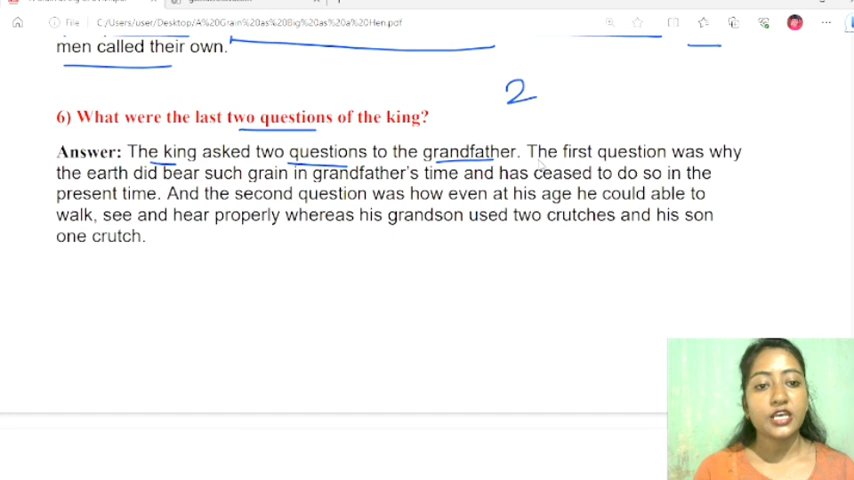 File
C:/Users/user/Desktop/A%20Grain%20as%20Big%20as%20a%20Hen.pdf
men called their own.
2
6) What were the last two questions of the king?
Answer: The king asked two questions to the grandfather. The first question was why
the earth did bear such grain in grandfather's time and has ceased to do so in the
present time. And the second question was how even at his age he could able to
walk, see and hear properly whereas his grandson used two crutches and his son
one crutch.